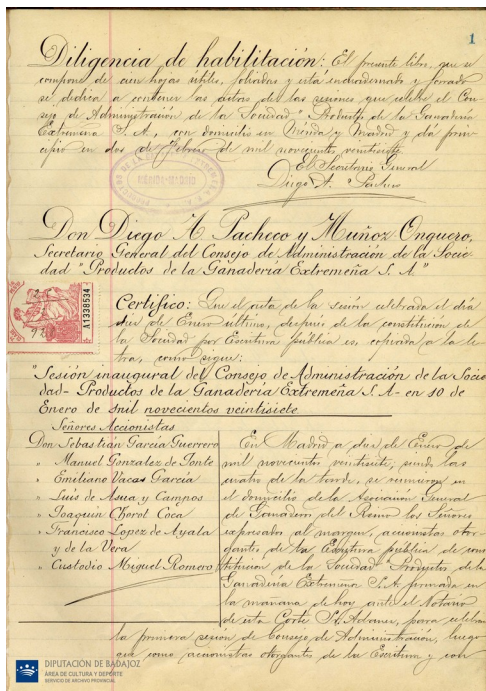 1
Diligencia de habilitación: El presente libro, que se
compone de cien hojas útiles, foliadas y está encuadernado y forrado
se dedica a contener las actas de las sesiones que celebre el Con-
sejo de Administración de la Sociedad "Productos de la Ganadería
Extremeña S. A., con domicilio en Mérida y Madrid y dá prin-
cipio en dos de Febrero de mil novecientos veintisiete
El Secretario General
Diego A. Pacheco
Don Diego A Pacheco y Muñoz Onquero,
Secretario General del Consejo de Administración de la Socie-
dad "Productos de la Ganadería Extremeña S. A"
A1338534
Certifico: Que el acta de la sesión celebrada el día
diez de Enero último, después de la constitución de
la Sociedad por Escritura pública es, copiada a la le-
tra, como sigue:
"Sesión inaugural del Consejo de Administración de la Socie
dad- Productos de la Ganadería Extremeña S. A- en 10 de
Enero de mil novecientos veintisiete
Señores Accionistas
Don Sebastián García Guerrero
" Manuel Gonzalez de Jonte
" Emiliano Vacas Garcia
" Luis de Asua y Campos
" Joaquin Chorot Coca
" Francisco Lopez de Ayala
y de la Vera
" Custodio Miguel Romero
En Madrid a diez de Enero de
mil novecientos veintisiete, siendo las
cuatro de la tarde, se reunieron en
el domicilio de la Asociación General
de Ganaderos del Reino los Señores
expresados al margen, accionistas otor-
gantes de la Escritura pública de cons
titucion de la Sociedad "Productos de la
Ganadería Extremeña S. A. firmada en
la mañana de hoy ante el Notario
de esta Corte Sr. para celebrar
la primera sesión de Consejo de Administración, luego
que como accionistas otorgantes de la Escritura y con
DIPUTACIÓN DE BADAJOZ
ÁREA DE CULTURA Y DEPORTE
SERVICIO DE ARCHIVO PROVINCIAL